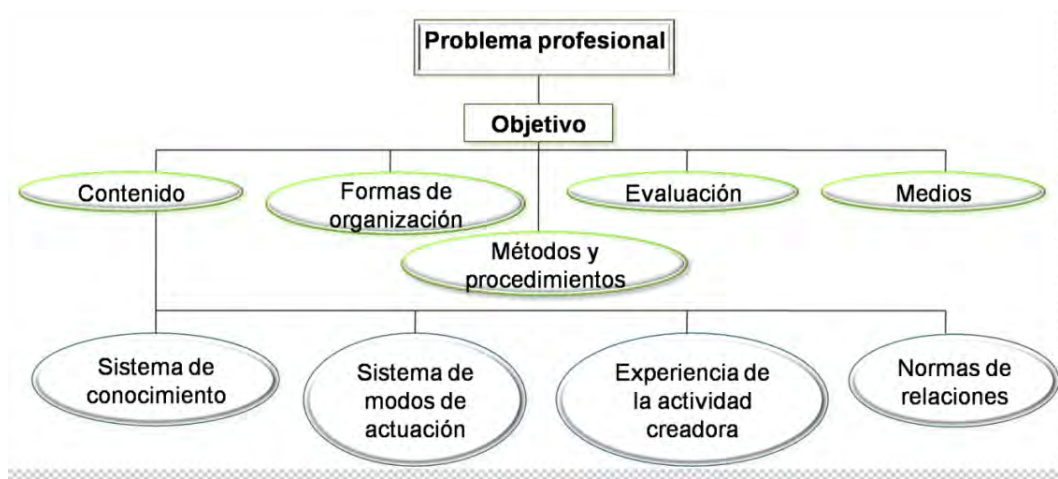 Problema profesional
Objetivo
Contenido
Formas de
organización
Evaluación
Medios
Métodos y
procedimientos
Sistema de
conocimiento
Sistema de
modos de
actuación
Experiencia de
la actividad
creadora
Normas de
relaciones